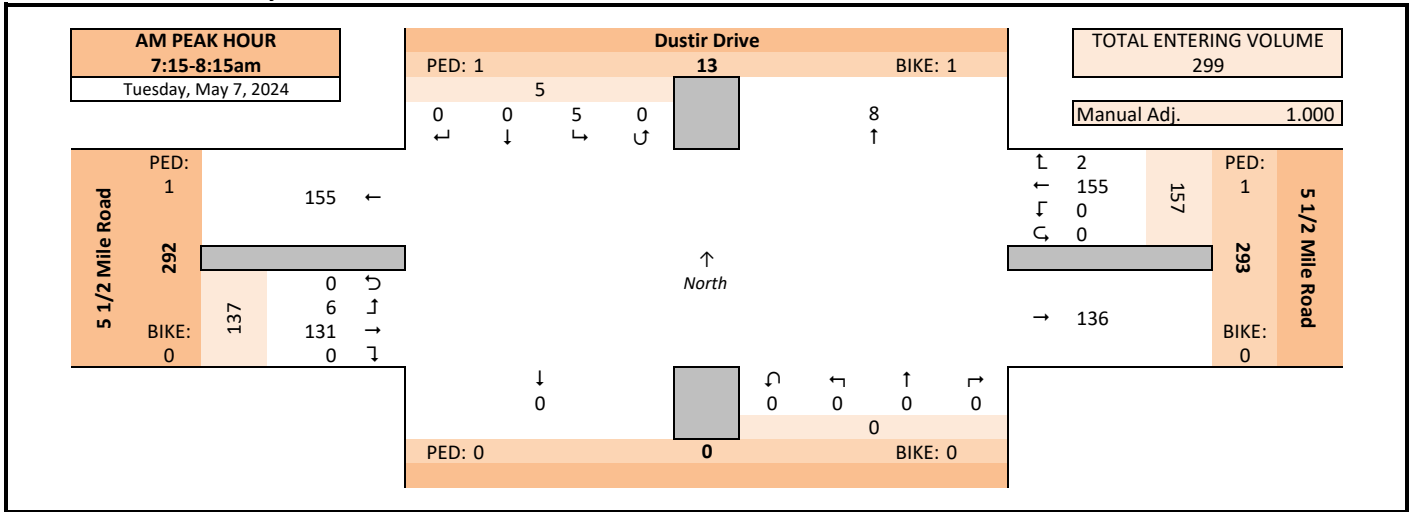 AM PEAK HOUR
7:15-8:15am
Tuesday, May 7, 2024
Dustir Drive
PED: 1 13 BIKE: 1
5
0 0 5 0
↵ ↓ ↳ ↺
8
↑
TOTAL ENTERING VOLUME
299
Manual Adj. 1.000
5 1/2 Mile Road
PED:
1
292
BIKE:
0
155 ←
137
0 ⮌
6 ⮥
131 →
0 ⮧
↑
North
↑ 2
← 155
↓ 0
⮎ 0
157
PED:
1
293
BIKE:
0
5 1/2 Mile Road
→ 136
↓
0
↶ ↰ ↑ ↱
0 0 0 0
0
PED: 0 0 BIKE: 0